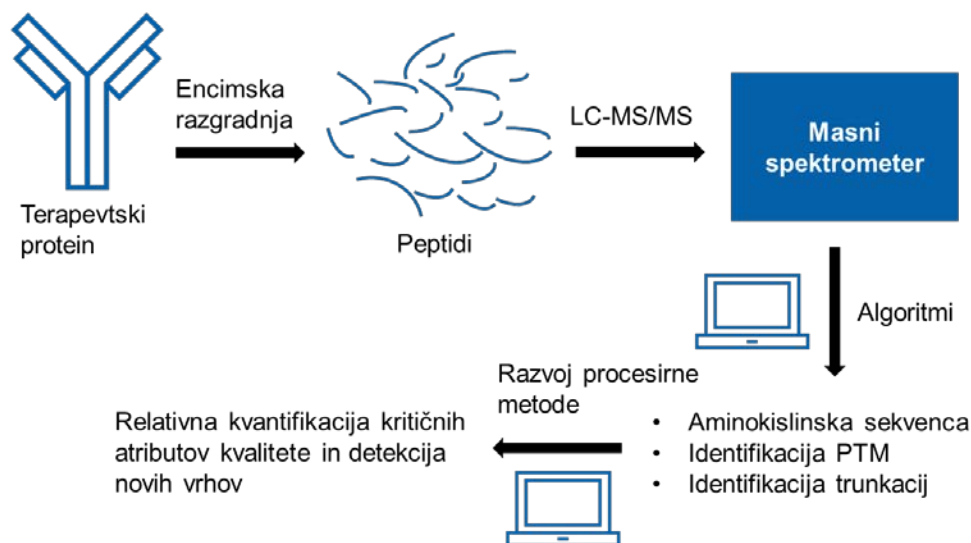 Encimska
razgradnja
LC-MS/MS
Masni
spektrometer
Terapevtski
protein
Peptidi
Algoritmi
Razvoj procesirne
metode
• Aminokislinska sekvenca
• Identifikacija PTM
• Identifikacija trunkacij
Relativna kvantifikacija kritičnih
atributov kvalitete in detekcija
novih vrhov